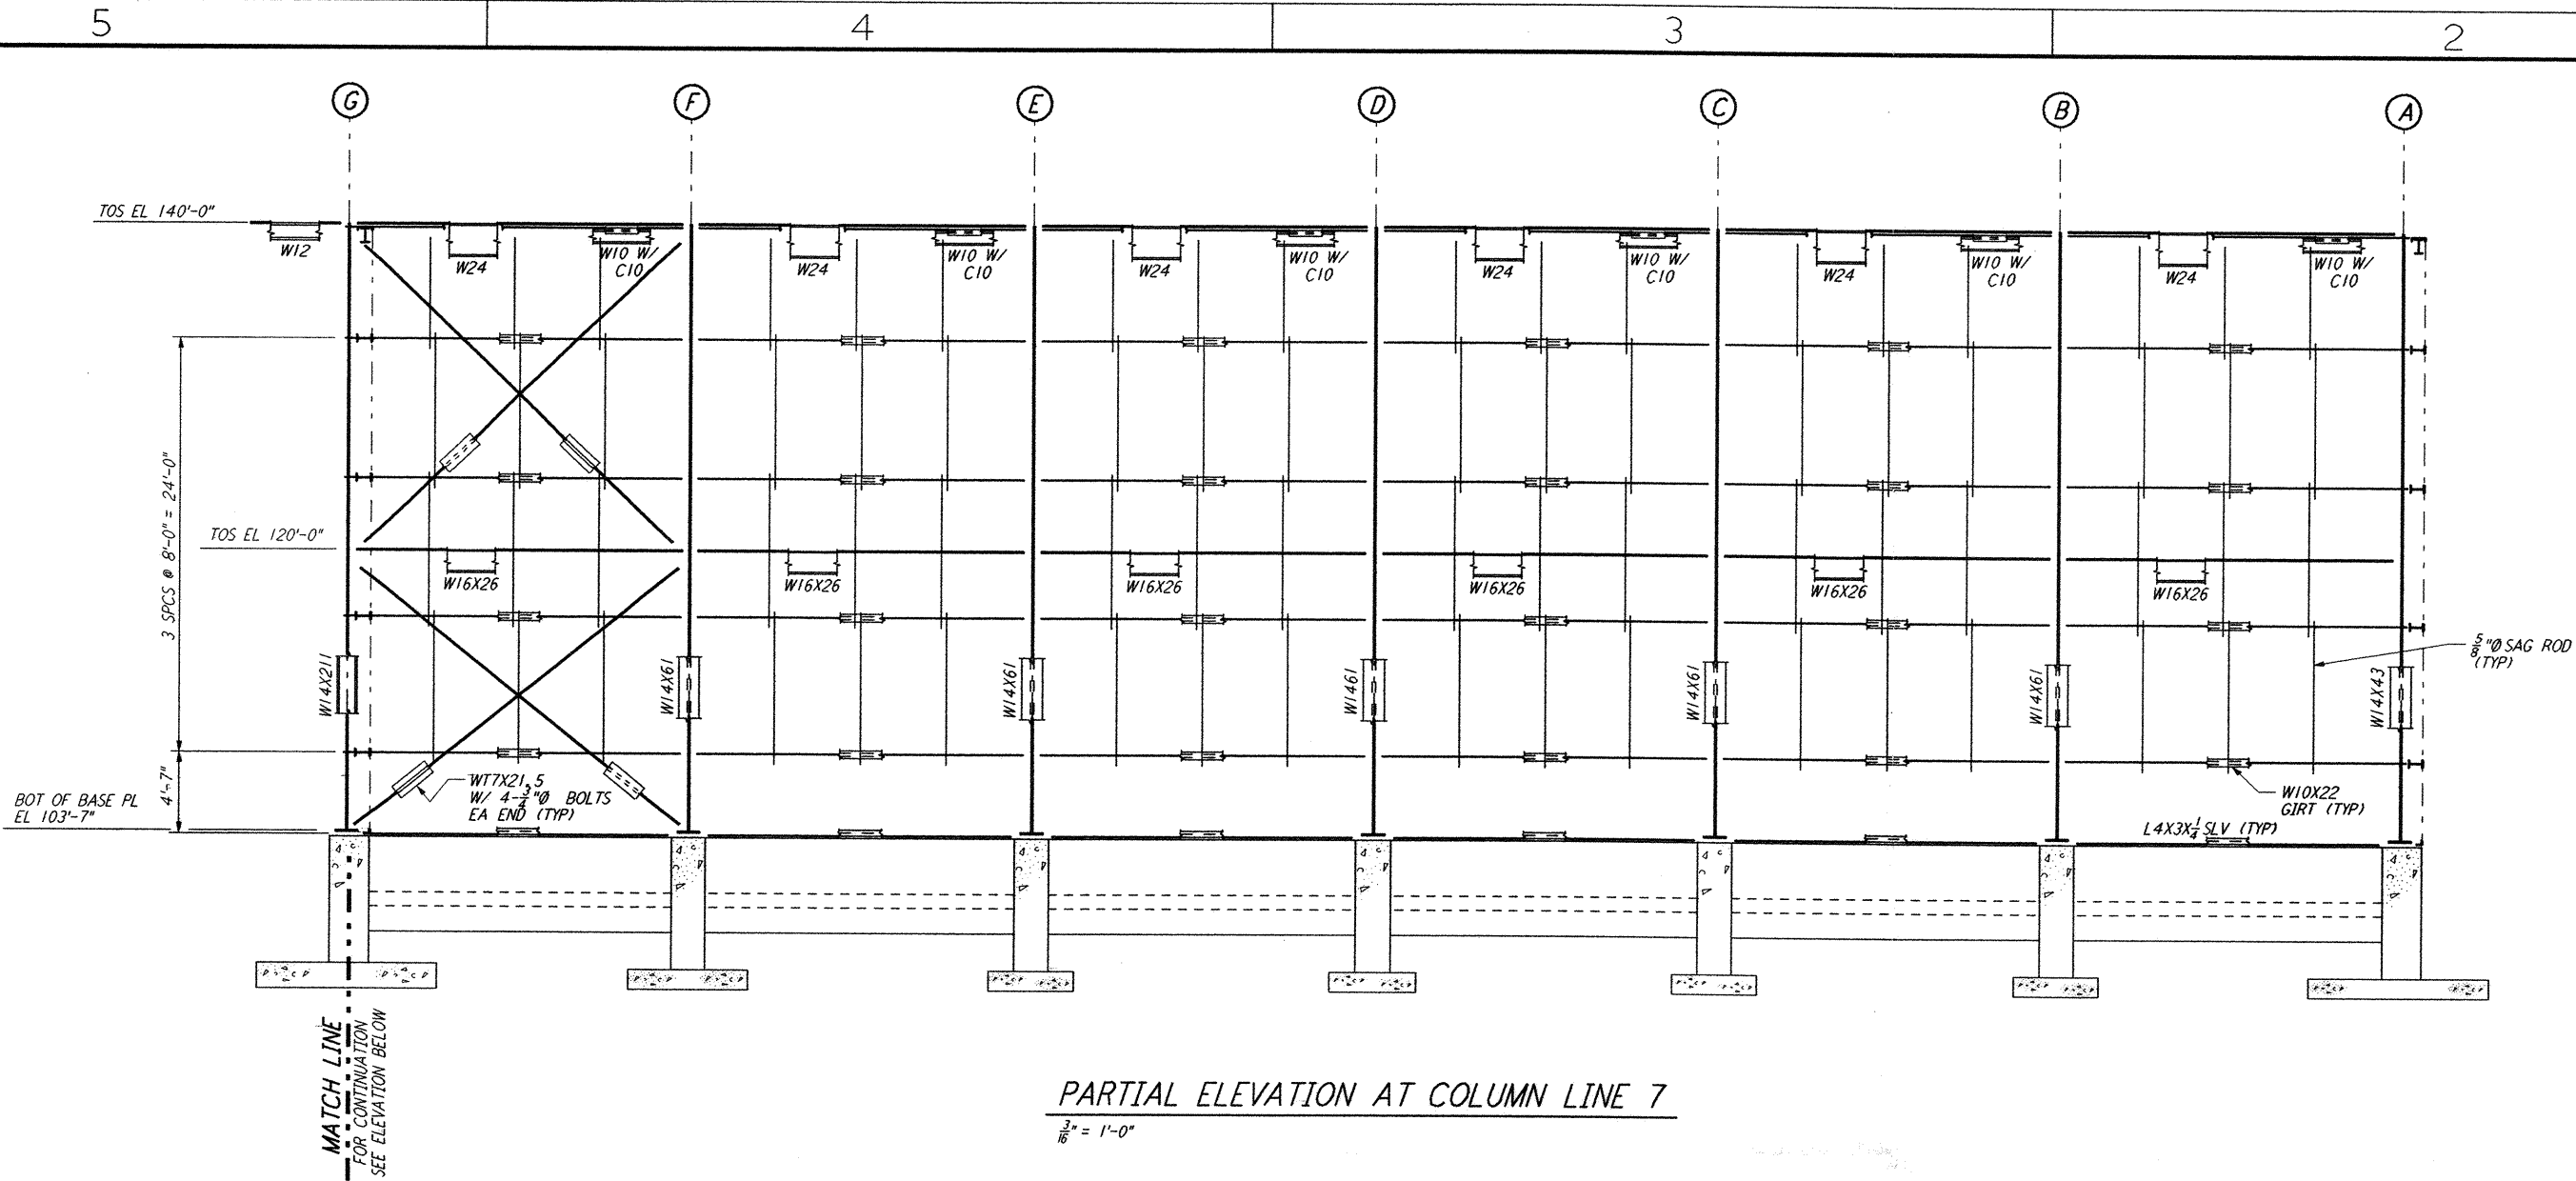 5 4 3 2
G F E D C B A
TOS EL 140'-0"
W12
W24
W10 W/
C10
W24
W10 W/
C10
W24
W10 W/
C10
W24
W10 W/
C10
W24
W10 W/
C10
W24
W10 W/
C10
3 SPCS @ 8'-0" = 24'-0"
TOS EL 120'-0"
W16X26
W16X26
W16X26
W16X26
W16X26
W16X26
W14X211
W14X61
W14X61
W1461
W14X61
W14X61
W14X43
5/8"Ø SAG ROD
(TYP)
4'-7"
BOT OF BASE PL
EL 103'-7"
WT7X21.5
W/ 4-3/4"Ø BOLTS
EA END (TYP)
W10X22
GIRT (TYP)
L4X3X1/4 SLV (TYP)
MATCH LINE
FOR CONTINUATION
SEE ELEVATION BELOW
PARTIAL ELEVATION AT COLUMN LINE 7
3/16" = 1'-0"